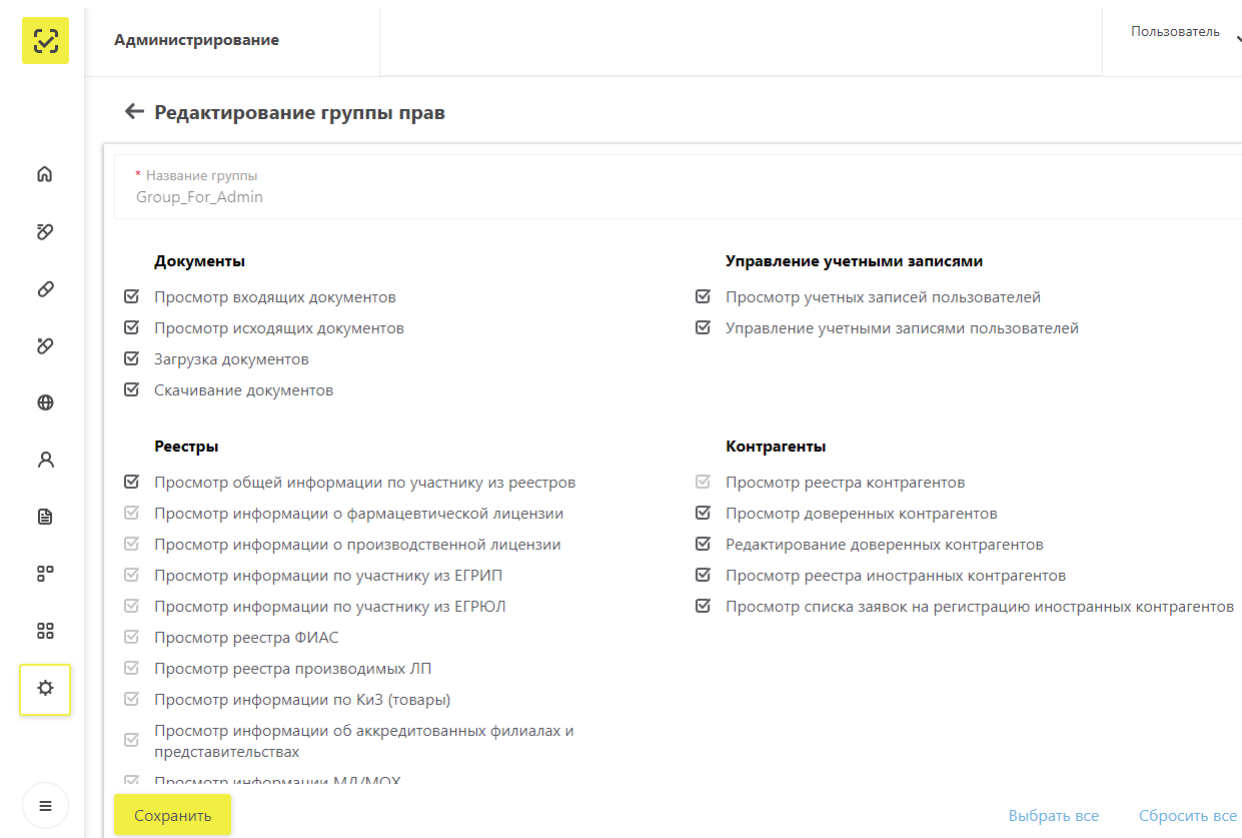 Администрирование
Пользователь
Редактирование группы прав
* Название группы
Group_For_Admin
Документы
Просмотр входящих документов
Просмотр исходящих документов
Загрузка документов
Скачивание документов
Управление учетными записями
Просмотр учетных записей пользователей
Управление учетными записями пользователей
Реестры
Просмотр общей информации по участнику из реестров
Просмотр информации о фармацевтической лицензии
Просмотр информации о производственной лицензии
Просмотр информации по участнику из ЕГРИП
Просмотр информации по участнику из ЕГРЮЛ
Просмотр реестра ФИАС
Просмотр реестра производимых ЛП
Просмотр информации по КиЗ (товары)
Просмотр информации об аккредитованных филиалах и
представительствах
Просмотр информации МД/МОХ
Контрагенты
Просмотр реестра контрагентов
Просмотр доверенных контрагентов
Редактирование доверенных контрагентов
Просмотр реестра иностранных контрагентов
Просмотр списка заявок на регистрацию иностранных контрагентов
Сохранить
Выбрать все
Сбросить все